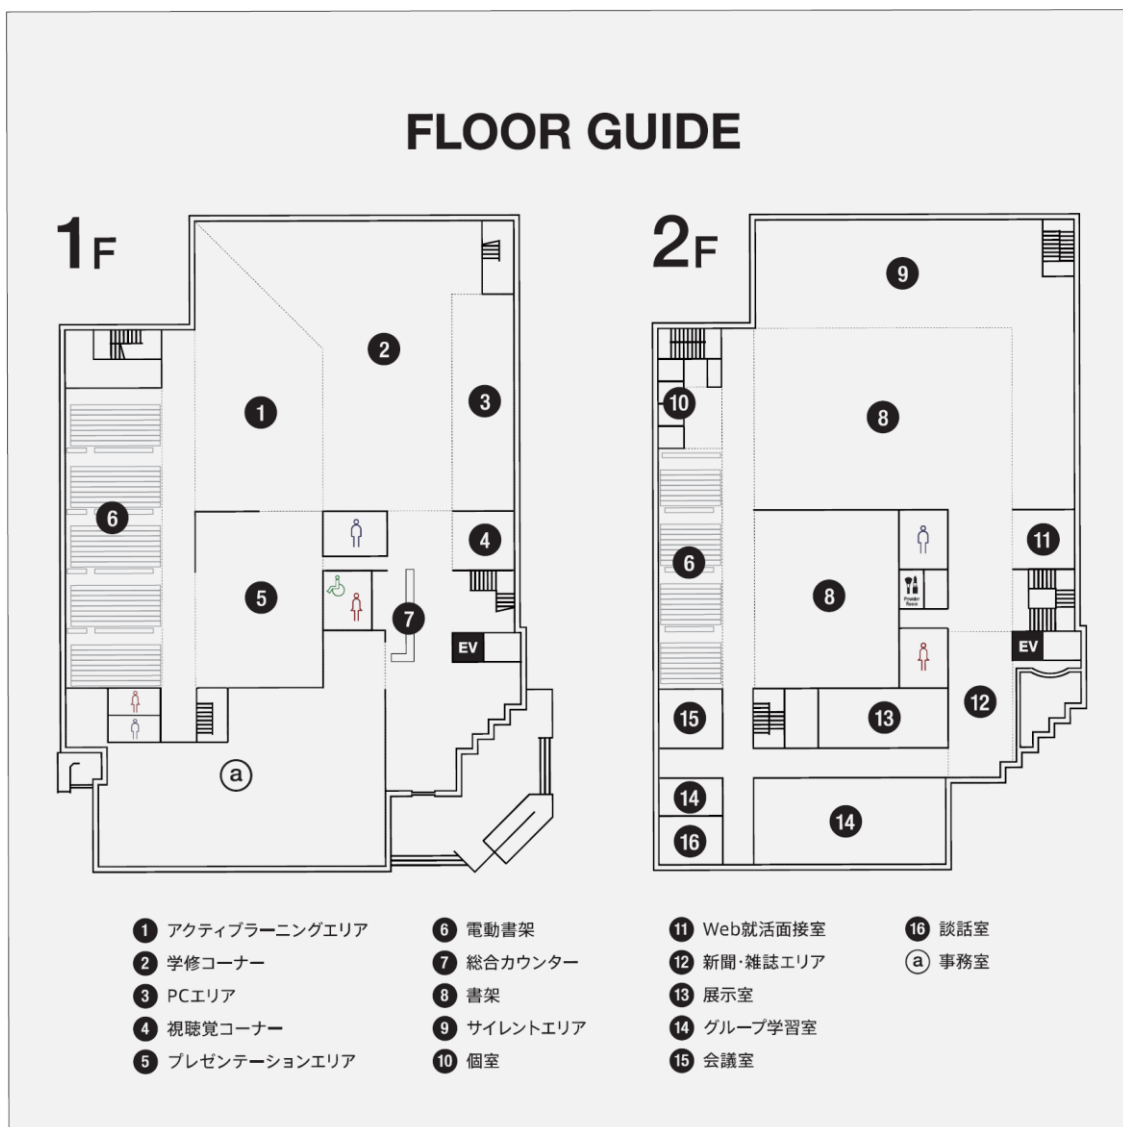 FLOOR GUIDE
1F
2F
2
1
3
6
4
5
7
EV
a
9
10
8
6
11
8
Powder
Room
EV
12
15
13
14
14
16
1 アクティブラーニングエリア
2 学修コーナー
3 PCエリア
4 視聴覚コーナー
5 プレゼンテーションエリア
6 電動書架
7 総合カウンター
8 書架
9 サイレントエリア
10 個室
11 Web就活面接室
12 新聞・雑誌エリア
13 展示室
14 グループ学習室
15 会議室
16 談話室
a 事務室